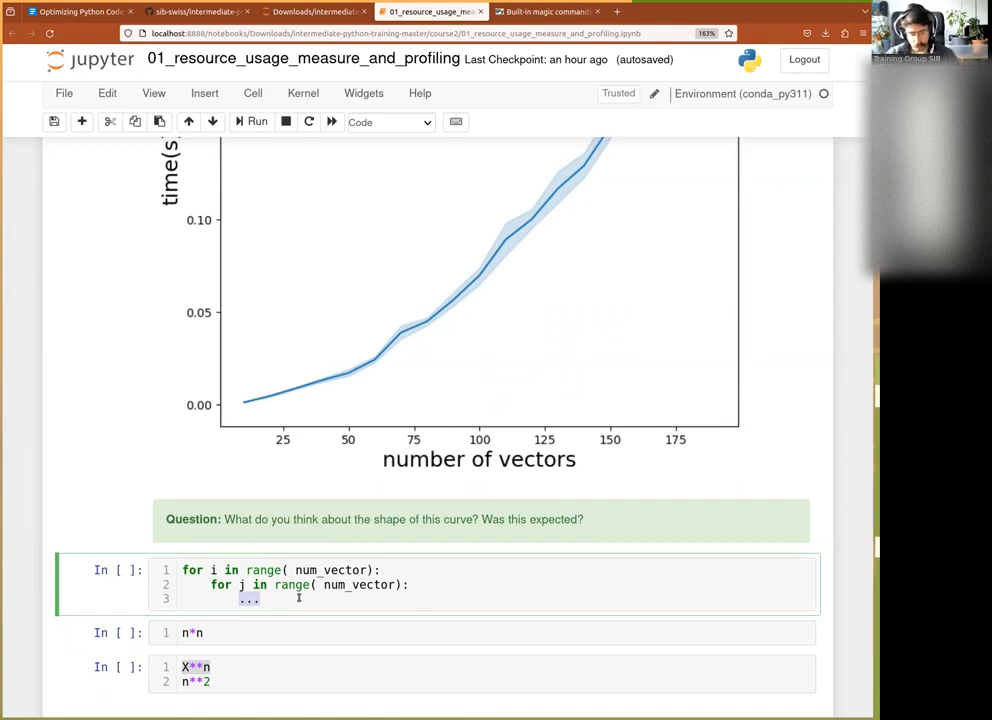 Optimizing Python Code
sib-swiss/intermediate-p
Downloads/intermediate
01_resource_usage_mea
Built-in magic command
localhost:8888/notebooks/Downloads/intermediate-python-training-master/course2/01_resource_usage_measure_and_profiling.ipynb
163%
Training Group SIB
jupyter
01_resource_usage_measure_and_profiling Last Checkpoint: an hour ago (autosaved)
Logout
File Edit View Insert Cell Kernel Widgets Help
Trusted
Environment (conda_py311)
Run
Code
time(s)
0.10
0.05
0.00
25 50 75 100 125 150 175
number of vectors
Question: What do you think about the shape of this curve? Was this expected?
In [ ]: 1 for i in range( num_vector):
2 for j in range( num_vector):
3 ...
In [ ]: 1 n*n
In [ ]: 1 X**n
2 n**2